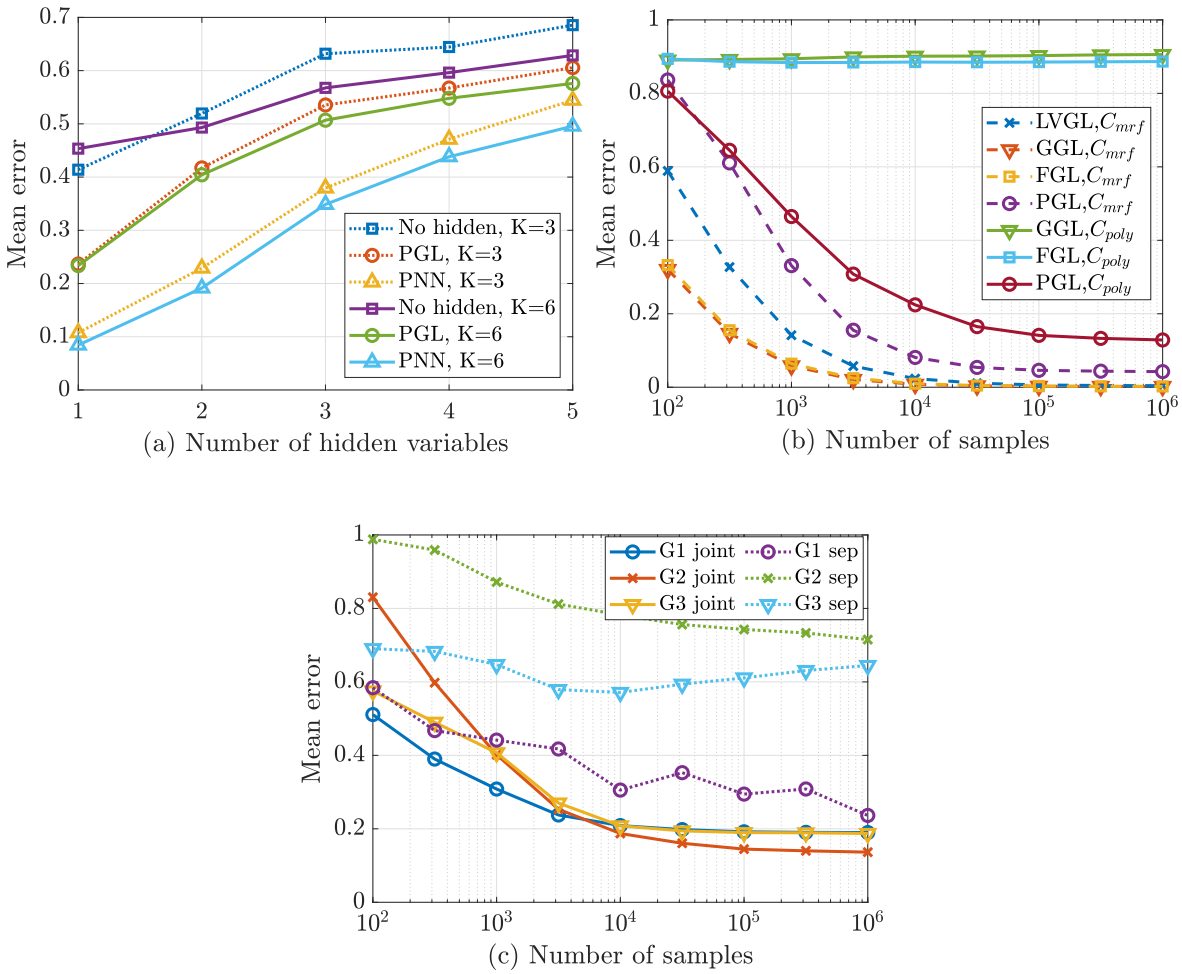 0.7
0.6
0.5
0.4
0.3
0.2
0.1
0
Mean error
1 2 3 4 5
(a) Number of hidden variables
No hidden, K=3
PGL, K=3
PNN, K=3
No hidden, K=6
PGL, K=6
PNN, K=6
1
0.8
0.6
0.4
0.2
0
Mean error
10^2 10^3 10^4 10^5 10^6
(b) Number of samples
LVGL,C_mrf
GGL,C_mrf
FGL,C_mrf
PGL,C_mrf
GGL,C_poly
FGL,C_poly
PGL,C_poly
1
0.8
0.6
0.4
0.2
0
Mean error
10^2 10^3 10^4 10^5 10^6
(c) Number of samples
G1 joint G1 sep
G2 joint G2 sep
G3 joint G3 sep